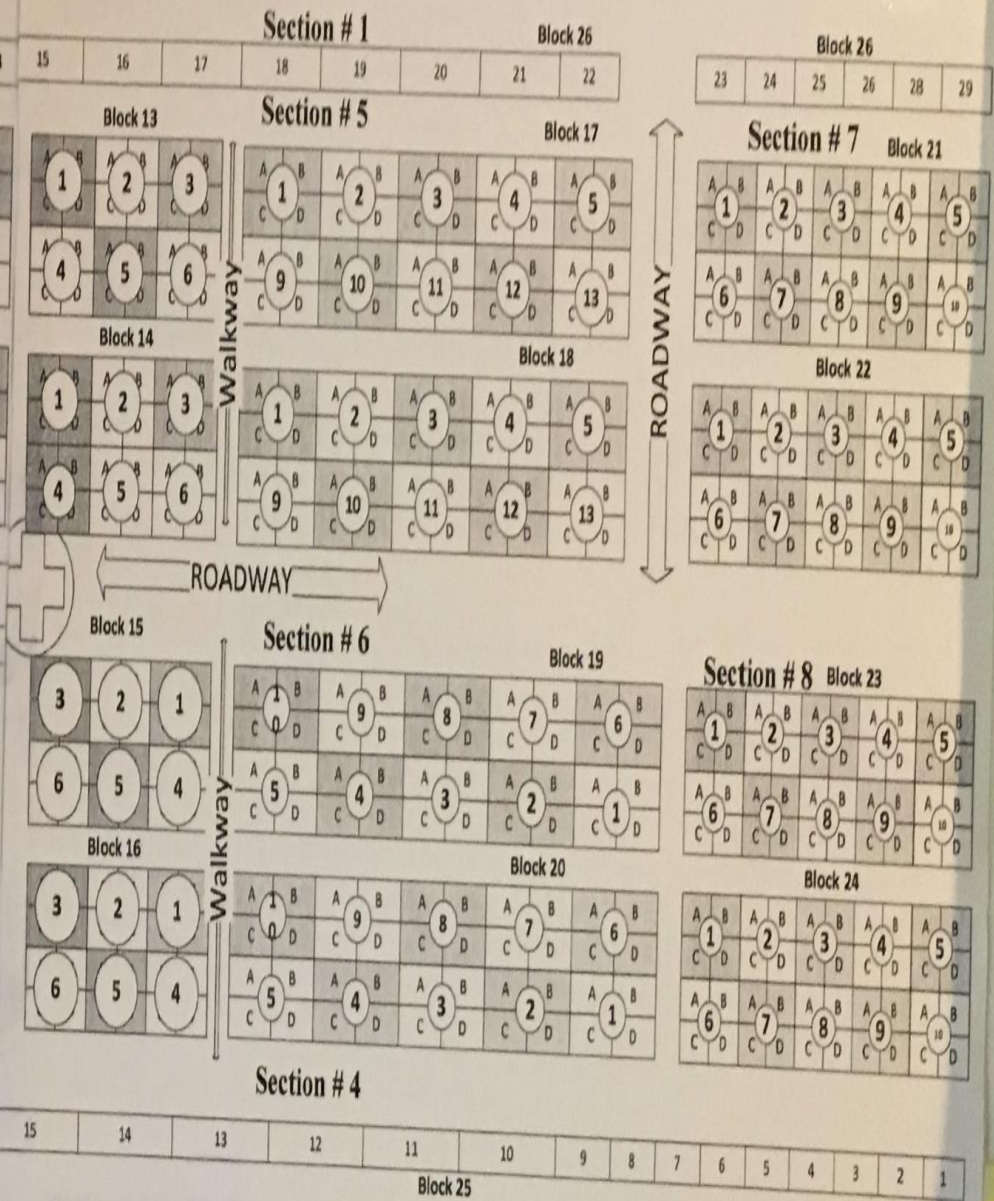 Section # 1
Block 26
Block 26
15 16 17 18 19 20 21 22 23 24 25 26 28 29
Block 13
Section # 5
Block 17
Section # 7
Block 21
A B A B A B A B A B A B A B A B A B A B A B A B A B
1 2 3 1 2 3 4 5 1 2 3 4 5
C D C D C D C D C D C D C D C D C D C D
A B A B A B A B A B A B A B A B A B A B A B A B A B
4 5 6 9 10 11 12 13 6 7 8 9 10
C D C D C D C D C D C D C D C D C D C D
Walkway
ROADWAY
Block 14
Block 18
Block 22
A B A B A B A B A B A B A B A B A B A B A B A B A B
1 2 3 1 2 3 4 5 1 2 3 4 5
C D C D C D C D C D C D C D C D C D C D
A B A B A B A B A B A B A B A B A B A B A B A B A B
4 5 6 9 10 11 12 13 6 7 8 9 10
C D C D C D C D C D C D C D C D C D C D
ROADWAY
Block 15
Section # 6
Block 19
Section # 8
Block 23
A B A B A B A B A B A B A B A B A B A B
3 2 1 10 9 8 7 6 1 2 3 4 5
C D C D C D C D C D C D C D C D C D C D
A B A B A B A B A B A B A B A B A B A B
6 5 4 5 4 3 2 1 6 7 8 9 10
C D C D C D C D C D C D C D C D C D C D
Walkway
Block 16
Block 20
Block 24
A B A B A B A B A B A B A B A B A B A B
3 2 1 10 9 8 7 6 1 2 3 4 5
C D C D C D C D C D C D C D C D C D C D
A B A B A B A B A B A B A B A B A B A B
6 5 4 5 4 3 2 1 6 7 8 9 10
C D C D C D C D C D C D C D C D C D C D
Section # 4
15 14 13 12 11 10 9 8 7 6 5 4 3 2 1
Block 25